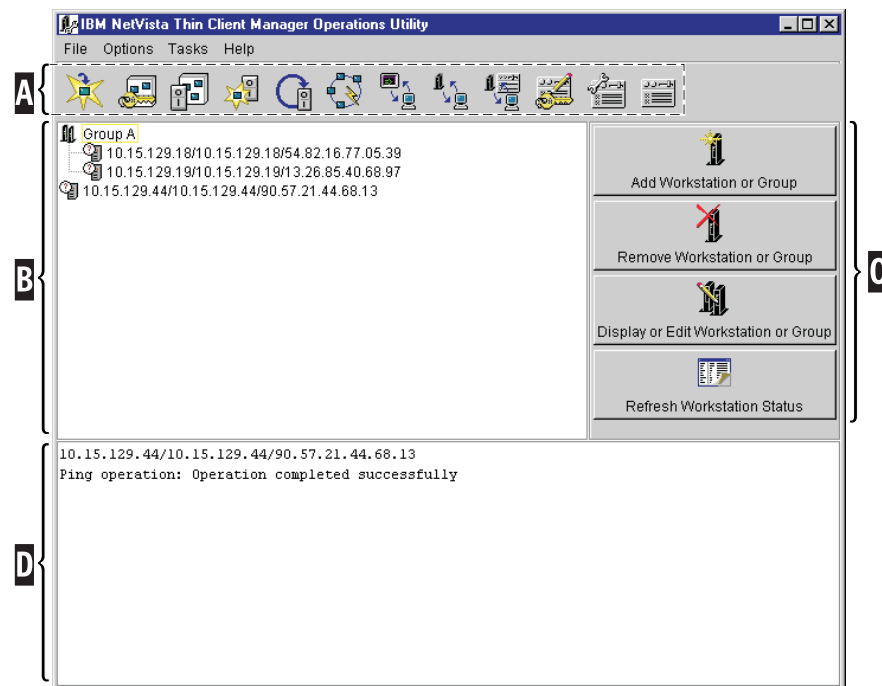 IBM NetVista Thin Client Manager Operations Utility
File Options Tasks Help
A
B
Group A
10.15.129.18/10.15.129.18/54.82.16.77.05.39
10.15.129.19/10.15.129.19/13.26.85.40.68.97
10.15.129.44/10.15.129.44/90.57.21.44.68.13
C
Add Workstation or Group
Remove Workstation or Group
Display or Edit Workstation or Group
Refresh Workstation Status
D
10.15.129.44/10.15.129.44/90.57.21.44.68.13
Ping operation: Operation completed successfully